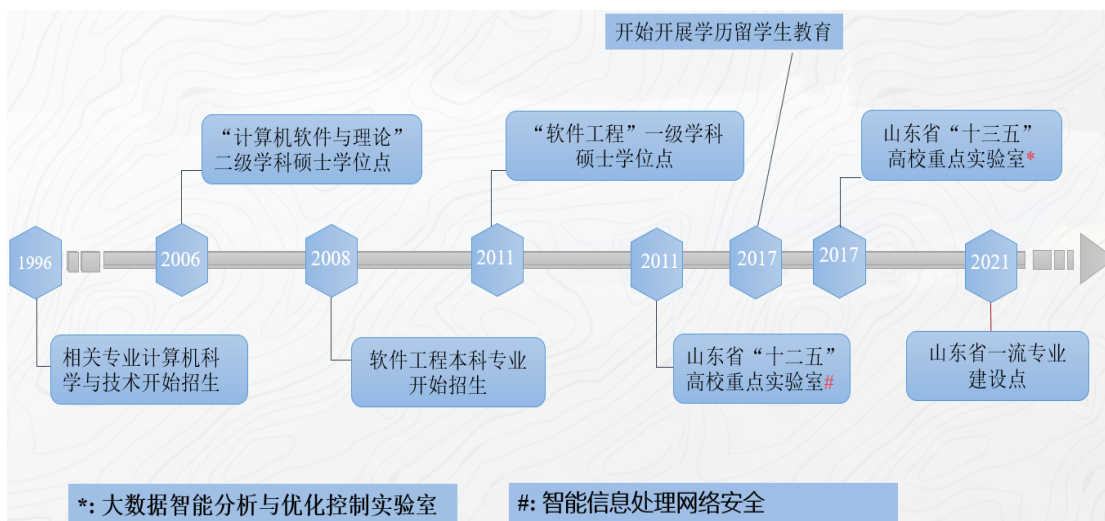 开始开展学历留学生教育
“计算机软件与理论”
二级学科硕士学位点
“软件工程”一级学科
硕士学位点
山东省“十三五”
高校重点实验室*
1996
2006
2008
2011
2011
2017
2017
2021
相关专业计算机科
学与技术开始招生
软件工程本科专业
开始招生
山东省“十二五”
高校重点实验室#
山东省一流专业
建设点
*: 大数据智能分析与优化控制实验室
#: 智能信息处理网络安全